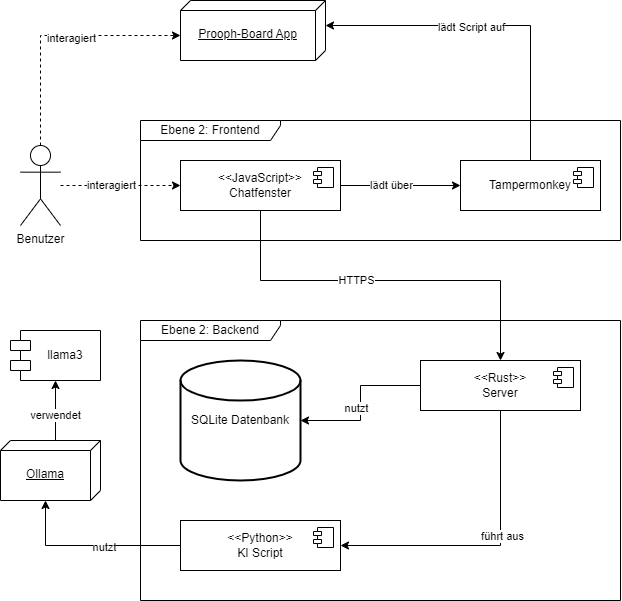 Prooph-Board App
lädt Script auf
interagiert
Ebene 2: Frontend
<<JavaScript>>
Chatfenster
lädt über
Tampermonkey
interagiert
Benutzer
HTTPS
Ebene 2: Backend
llama3
<<Rust>>
Server
verwendet
nutzt
SQLite Datenbank
Ollama
<<Python>>
KI Script
führt aus
nutzt